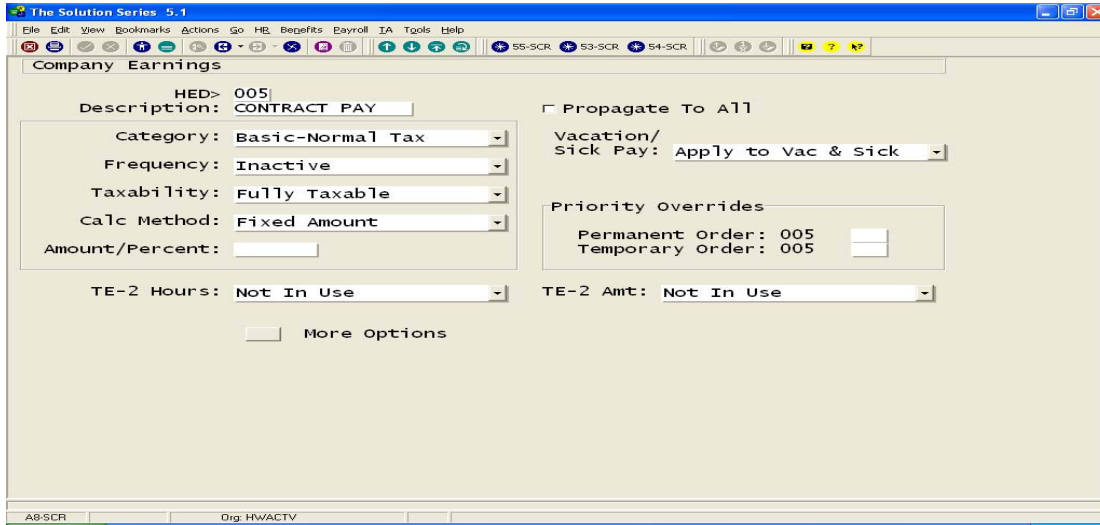 The Solution Series 5.1
File Edit View Bookmarks Actions Go HR Benefits Payroll IA Tools Help
55-SCR 53-SCR 54-SCR
Company Earnings
HED> 005
Description: CONTRACT PAY
Propagate To All
Category: Basic-Normal Tax
Vacation/
Sick Pay: Apply to Vac & Sick
Frequency: Inactive
Taxability: Fully Taxable
Priority Overrides
Calc Method: Fixed Amount
Permanent Order: 005
Amount/Percent:
Temporary Order: 005
TE-2 Hours: Not In Use
TE-2 Amt: Not In Use
More Options
A8-SCR
Org: HWACTV